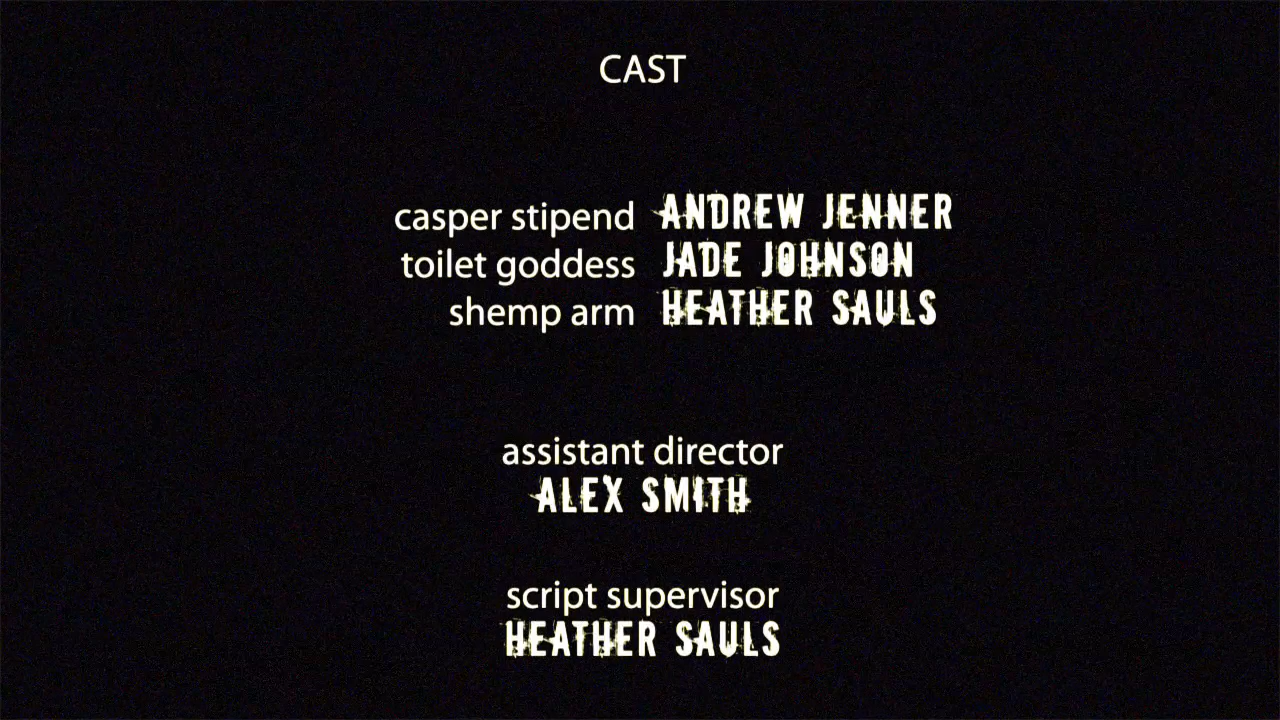 CAST
casper stipend ANDREW JENNER
toilet goddess JADE JOHNSON
shemp arm HEATHER SAULS
assistant director
ALEX SMITH
script supervisor
HEATHER SAULS